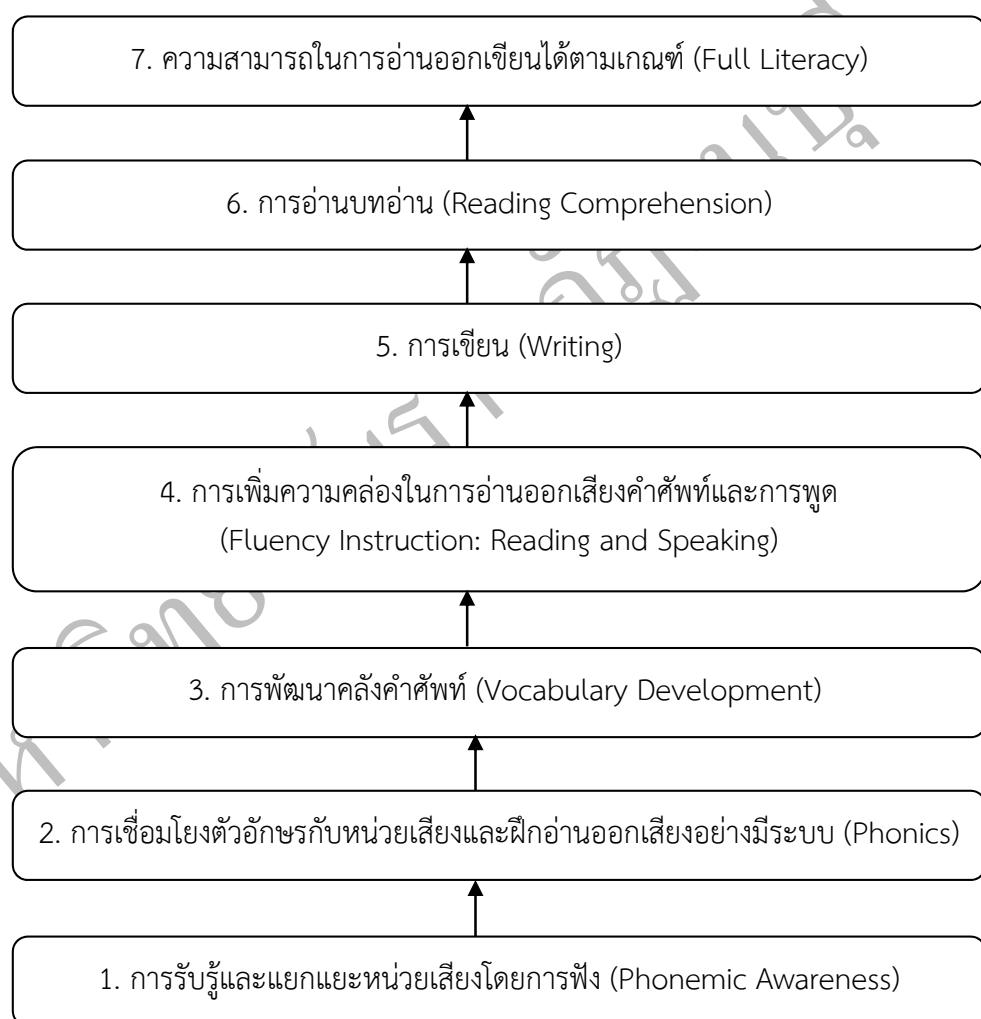 7. ความสามารถในการอ่านออกเขียนได้ตามเกณฑ์ (Full Literacy)
6. การอ่านบทอ่าน (Reading Comprehension)
5. การเขียน (Writing)
4. การเพิ่มความคล่องในการอ่านออกเสียงคำศัพท์และการพูด
(Fluency Instruction: Reading and Speaking)
3. การพัฒนาคลังคำศัพท์ (Vocabulary Development)
2. การเชื่อมโยงตัวอักษรกับหน่วยเสียงและฝึกอ่านออกเสียงอย่างมีระบบ (Phonics)
1. การรับรู้และแยกแยะหน่วยเสียงโดยการฟัง (Phonemic Awareness)